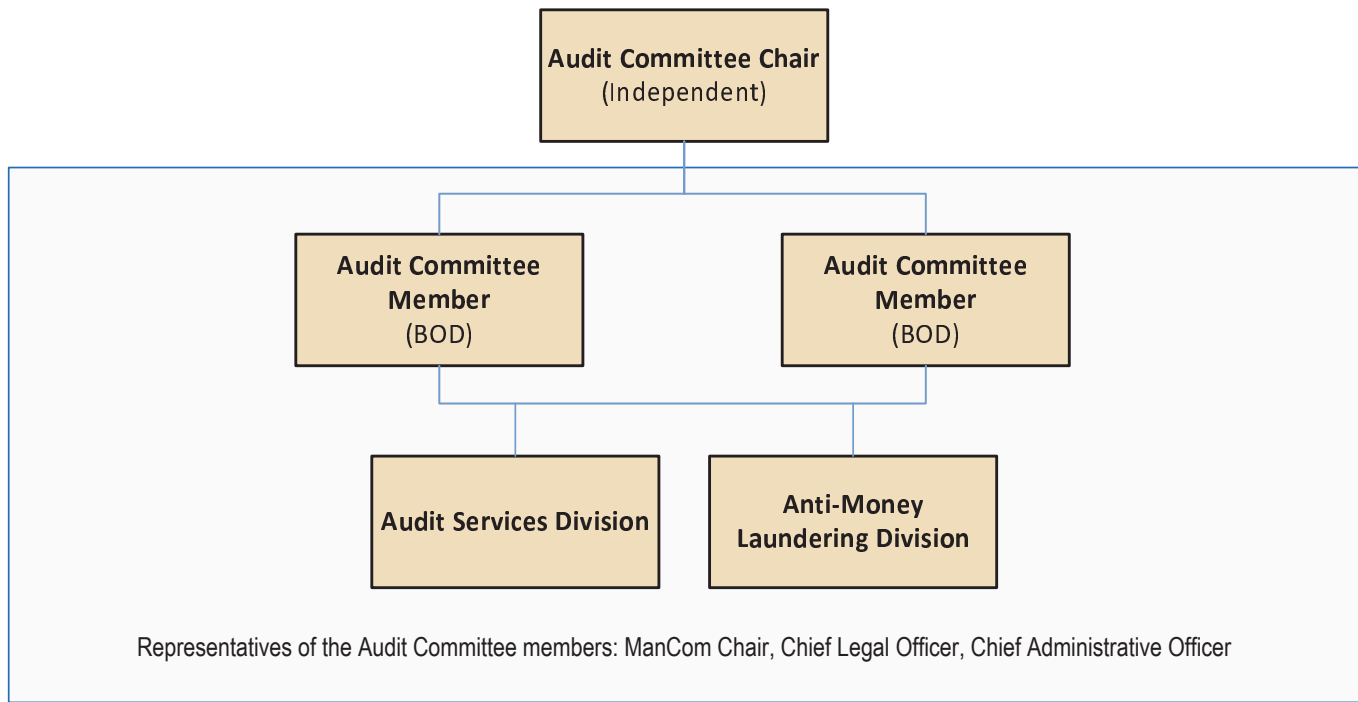 Audit Committee Chair
(Independent)
Audit Committee
Member
(BOD)
Audit Committee
Member
(BOD)
Audit Services Division
Anti-Money
Laundering Division
Representatives of the Audit Committee members: ManCom Chair, Chief Legal Officer, Chief Administrative Officer